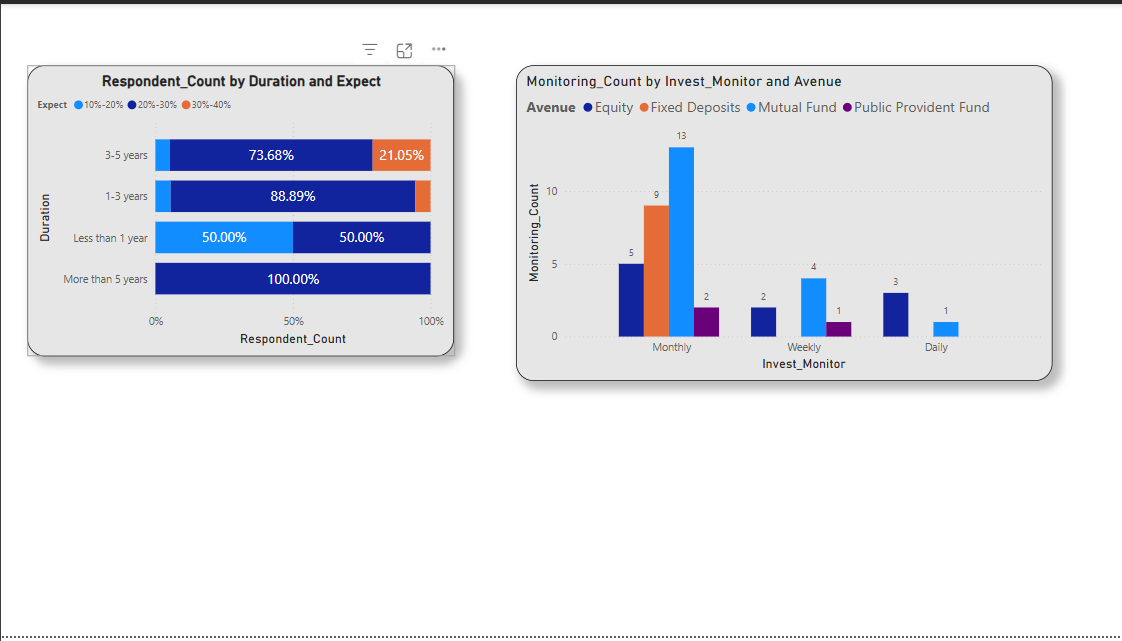 Respondent_Count by Duration and Expect
Expect 10%-20% 20%-30% 30%-40%
Duration
3-5 years 73.68% 21.05%
1-3 years 88.89%
Less than 1 year 50.00% 50.00%
More than 5 years 100.00%
0% 50% 100%
Respondent_Count
Monitoring_Count by Invest_Monitor and Avenue
Avenue Equity Fixed Deposits Mutual Fund Public Provident Fund
Monitoring_Count
10
5
0
5 9 13 2
2 4 1
3 1
Monthly Weekly Daily
Invest_Monitor